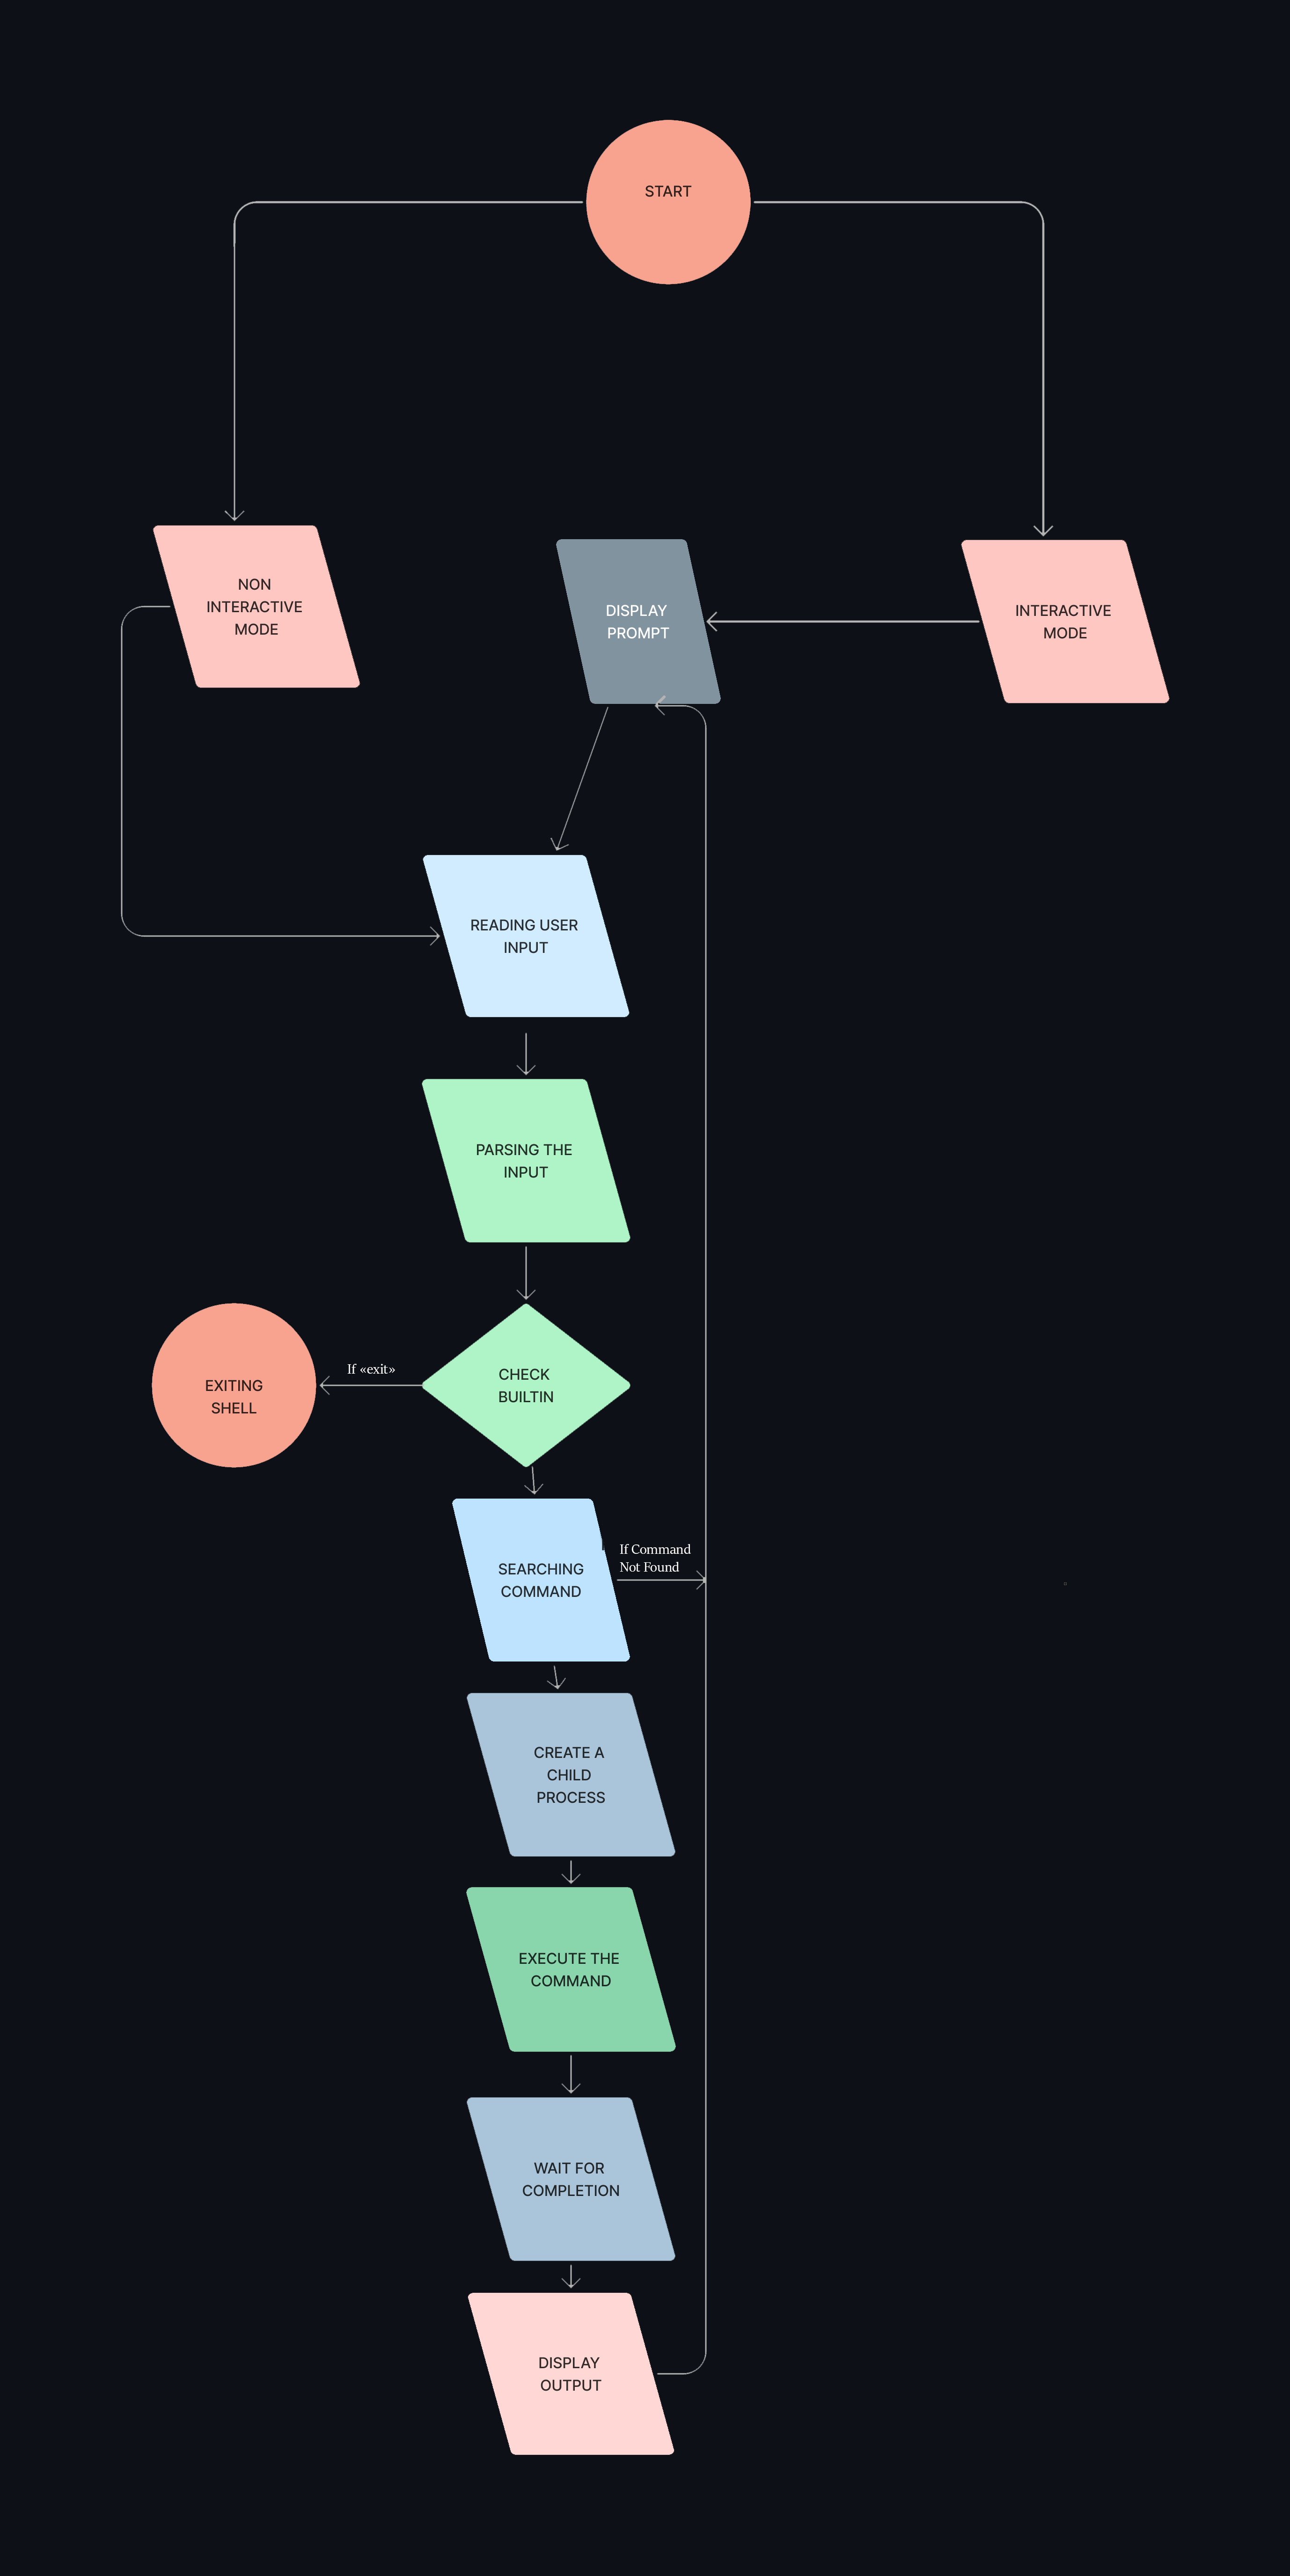 START
NON
INTERACTIVE
MODE
DISPLAY
PROMPT
INTERACTIVE
MODE
READING USER
INPUT
PARSING THE
INPUT
CHECK
BUILTIN
If «exit»
EXITING
SHELL
SEARCHING
COMMAND
If Command
Not Found
CREATE A
CHILD
PROCESS
EXECUTE THE
COMMAND
WAIT FOR
COMPLETION
DISPLAY
OUTPUT